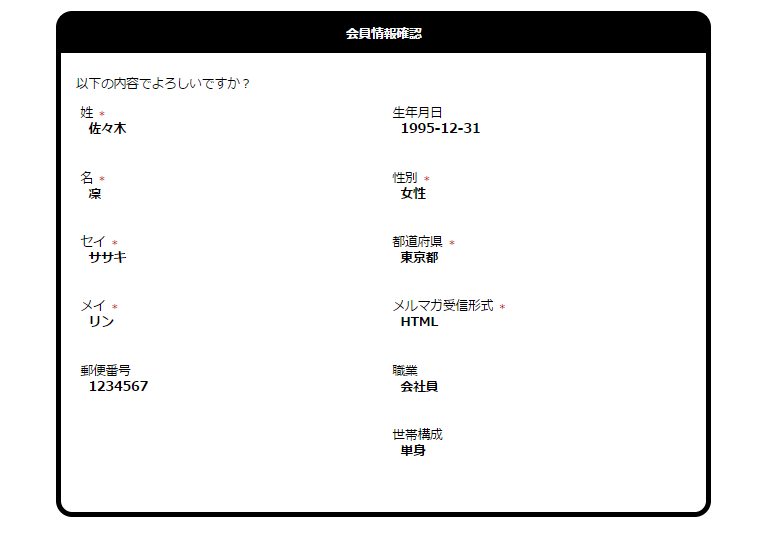 会員情報確認
以下の内容でよろしいですか？
姓 *
佐々木
名 *
凜
セイ *
ササキ
メイ *
リン
郵便番号
1234567
生年月日
1995-12-31
性別 *
女性
都道府県 *
東京都
メルマガ受信形式 *
HTML
職業
会社員
世帯構成
単身